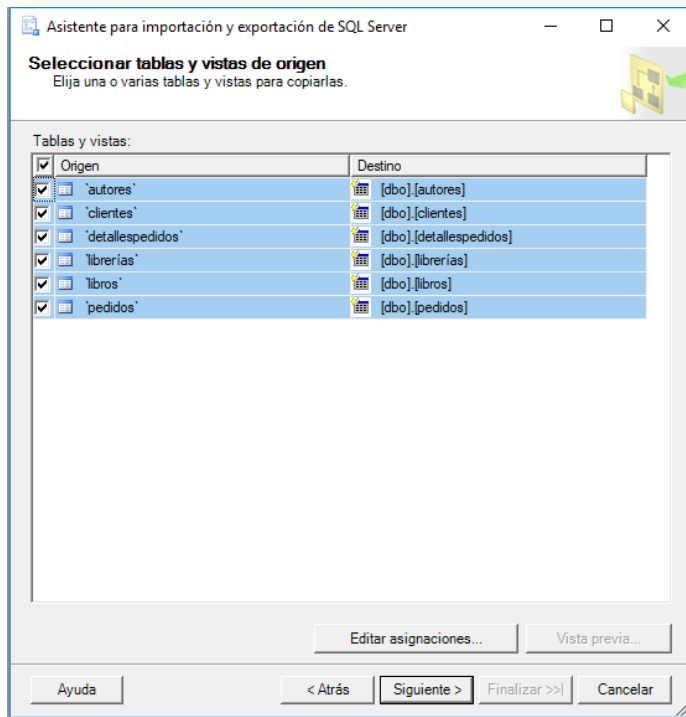 Asistente para importación y exportación de SQL Server
Seleccionar tablas y vistas de origen
Elija una o varias tablas y vistas para copiarlas.
Tablas y vistas:
Origen Destino
`autores` [dbo].[autores]
`clientes` [dbo].[clientes]
`detallespedidos` [dbo].[detallespedidos]
`librerías` [dbo].[librerías]
`libros` [dbo].[libros]
`pedidos` [dbo].[pedidos]
Editar asignaciones... Vista previa...
Ayuda < Atrás Siguiente > Finalizar >>| Cancelar